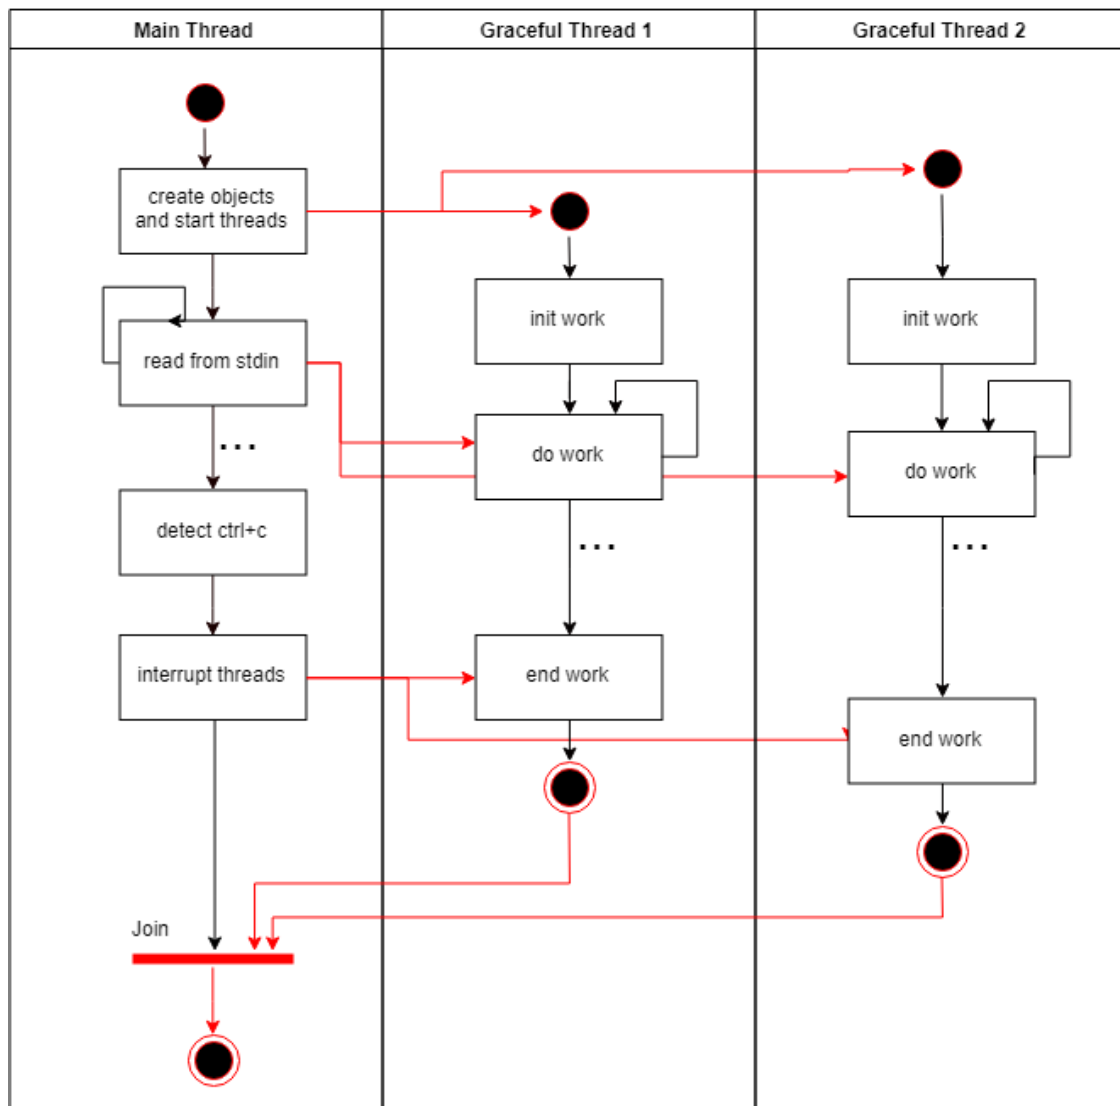 Main Thread
Graceful Thread 1
Graceful Thread 2
create objects
and start threads
init work
init work
read from stdin
...
do work
do work
detect ctrl+c
...
...
interrupt threads
end work
end work
Join